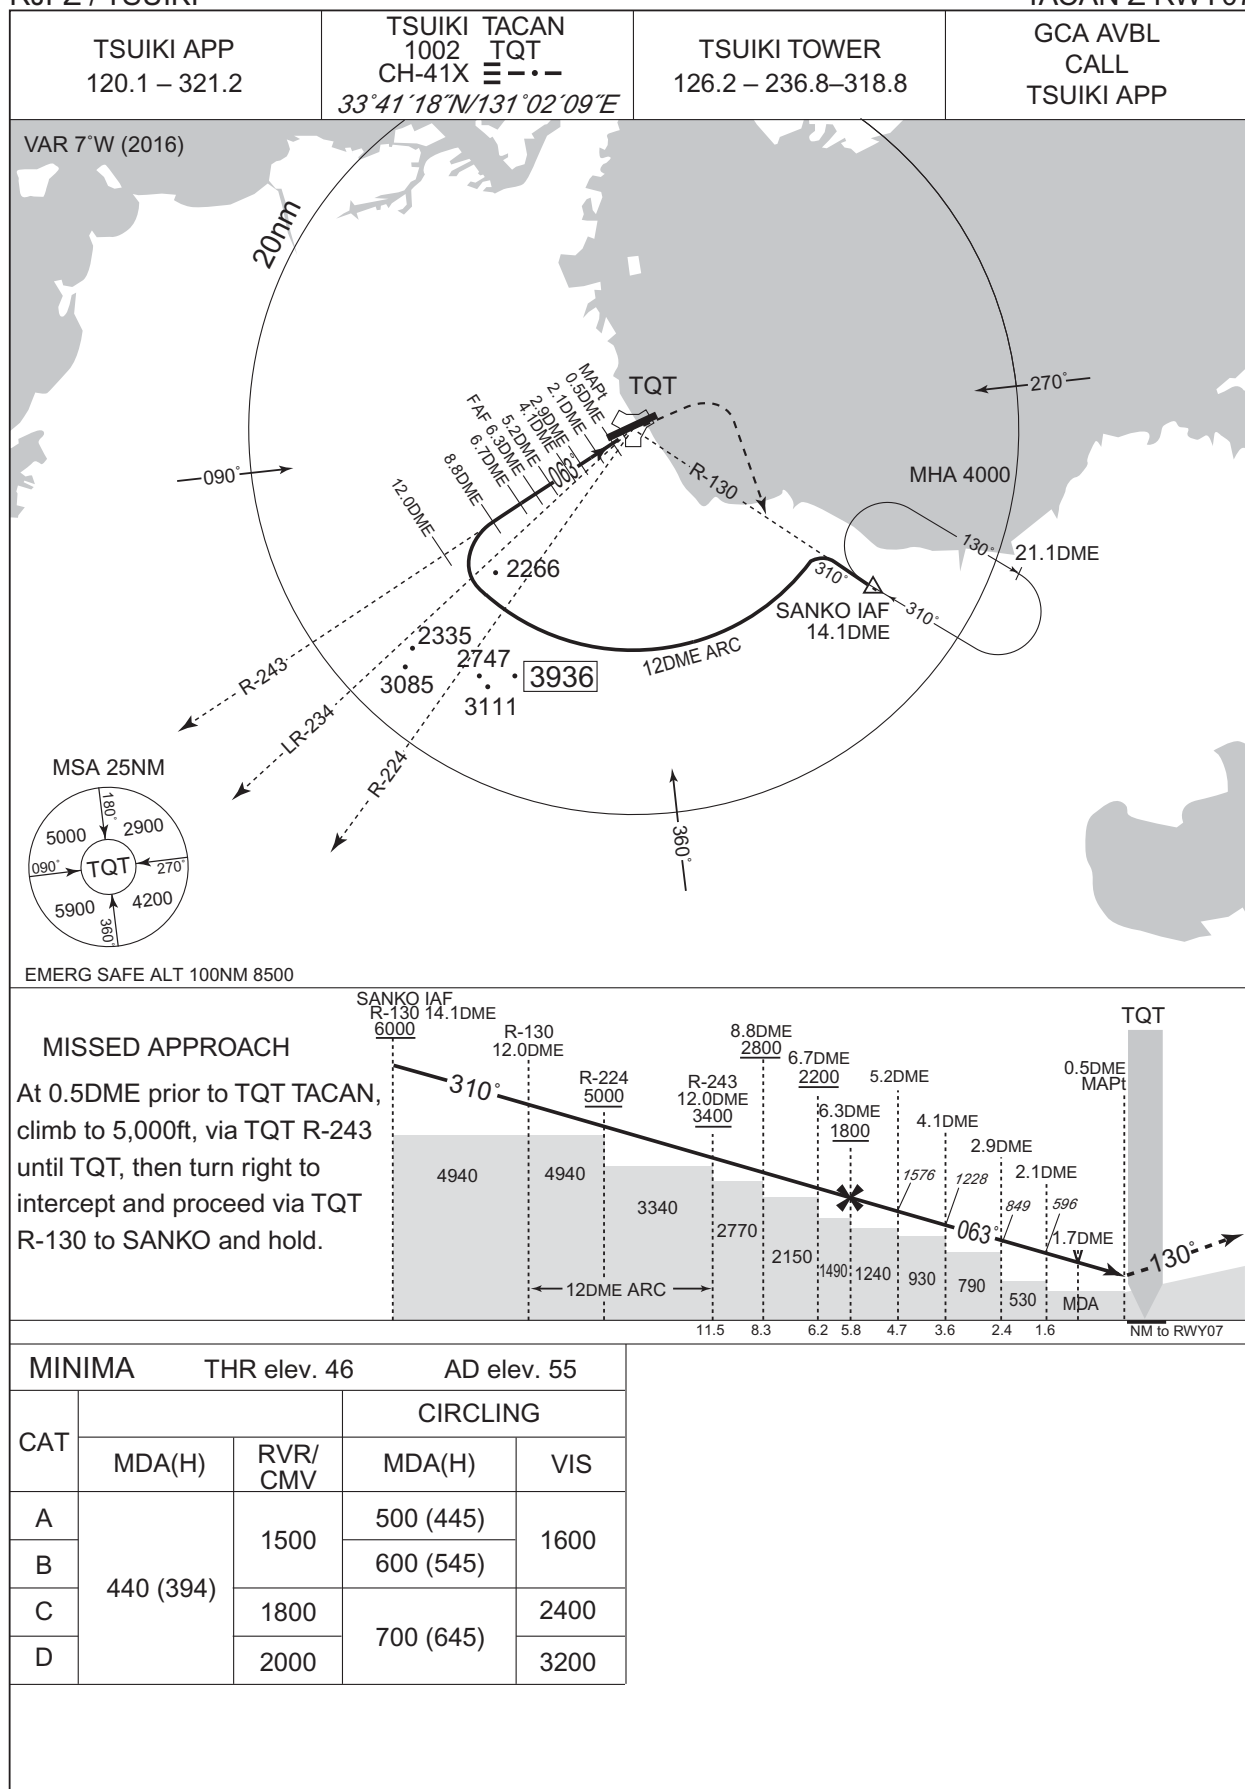 TSUIKI APP
120.1 – 321.2
TSUIKI TACAN
1002 TQT
CH-41X
33˚41´18˝N/131˚02´09˝E
TSUIKI TOWER
126.2 – 236.8–318.8
GCA AVBL
CALL
TSUIKI APP
VAR 7˚W (2016)
20nm
TQT
MAPt
0.5DME
2.1DME
2.9DME
4.1DME
5.2DME
FAF 6.3DME
6.7DME
8.8DME
12.0DME
063˚
090˚
270˚
R-130
MHA 4000
130˚
21.1DME
310˚
310˚
SANKO IAF
14.1DME
12DME ARC
2266
2335
3085
2747
3111
3936
R-243
LR-234
R-224
360˚
MSA 25NM
180˚
5000
2900
090˚
TQT
270˚
5900
4200
360˚
EMERG SAFE ALT 100NM 8500
MISSED APPROACH
At 0.5DME prior to TQT TACAN,
climb to 5,000ft, via TQT R-243
until TQT, then turn right to
intercept and proceed via TQT
R-130 to SANKO and hold.
SANKO IAF
R-130 14.1DME
6000
R-130
12.0DME
R-224
5000
R-243
12.0DME
3400
8.8DME
2800
6.7DME
2200
6.3DME
1800
5.2DME
4.1DME
2.9DME
2.1DME
1.7DME
0.5DME
MAPt
TQT
310˚
1576
1228
849
596
063˚
130˚
V
4940
4940
3340
2770
2150
1490
1240
930
790
530
MDA
12DME ARC
11.5
8.3
6.2
5.8
4.7
3.6
2.4
1.6
NM to RWY07
MINIMA THR elev. 46 AD elev. 55
CAT
CIRCLING
MDA(H)
RVR/
CMV
MDA(H)
VIS
A
B
C
D
440 (394)
1500
1800
2000
500 (445)
600 (545)
700 (645)
1600
2400
3200